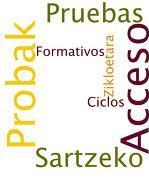 Pruebas
Probak
Formativos
Zikloetara
Ciclos
Acceso
Sartzeko